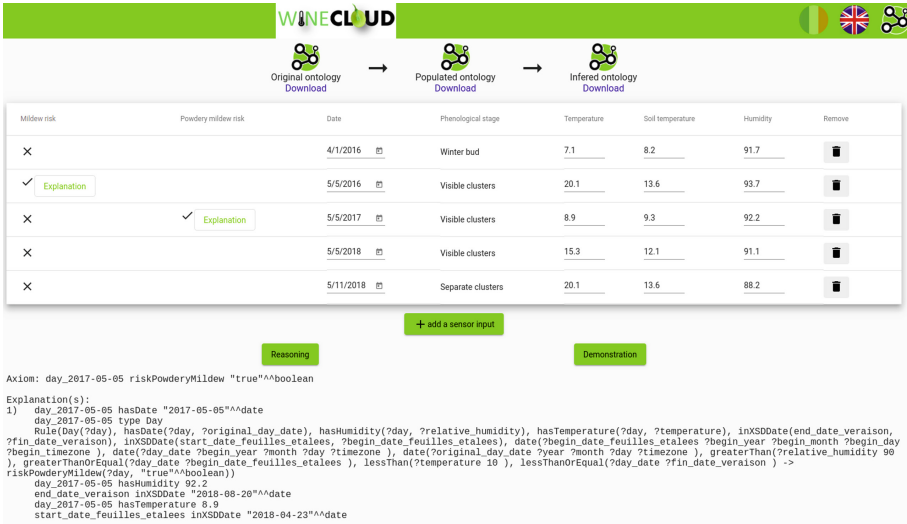 WINECLOUD
Original ontology
Download
Populated ontology
Download
Infered ontology
Download
Mildew risk Powdery mildew risk Date Phenological stage Temperature Soil temperature Humidity Remove
4/1/2016 Winter bud 7.1 8.2 91.7
Explanation 5/5/2016 Visible clusters 20.1 13.6 93.7
Explanation 5/5/2017 Visible clusters 8.9 9.3 92.2
5/5/2018 Visible clusters 15.3 12.1 91.1
5/11/2018 Separate clusters 20.1 13.6 88.2
+ add a sensor input
Reasoning Demonstration
Axiom: day_2017-05-05 riskPowderyMildew "true"^^boolean
Explanation(s):
1) day_2017-05-05 hasDate "2017-05-05"^^date
day_2017-05-05 type Day
Rule(Day(?day), hasDate(?day, ?original_day_date), hasHumidity(?day, ?relative_humidity), hasTemperature(?day, ?temperature), inXSDDate(end_date_veraison,
?fin_date_veraison), inXSDDate(start_date_feuilles_etalees, ?begin_date_feuilles_etalees), date(?begin_date_feuilles_etalees ?begin_year ?begin_month ?begin_day
?begin_timezone ), date(?day_date ?begin_year ?month ?day ?timezone ), date(?original_day_date ?year ?month ?day ?timezone ), greaterThan(?relative_humidity 90
), greaterThanOrEqual(?day_date ?begin_date_feuilles_etalees ), lessThan(?temperature 10 ), lessThanOrEqual(?day_date ?fin_date_veraison ) ->
riskPowderyMildew(?day, "true"^^boolean))
day_2017-05-05 hasHumidity 92.2
end_date_veraison inXSDDate "2018-08-20"^^date
day_2017-05-05 hasTemperature 8.9
start_date_feuilles_etalees inXSDDate "2018-04-23"^^date